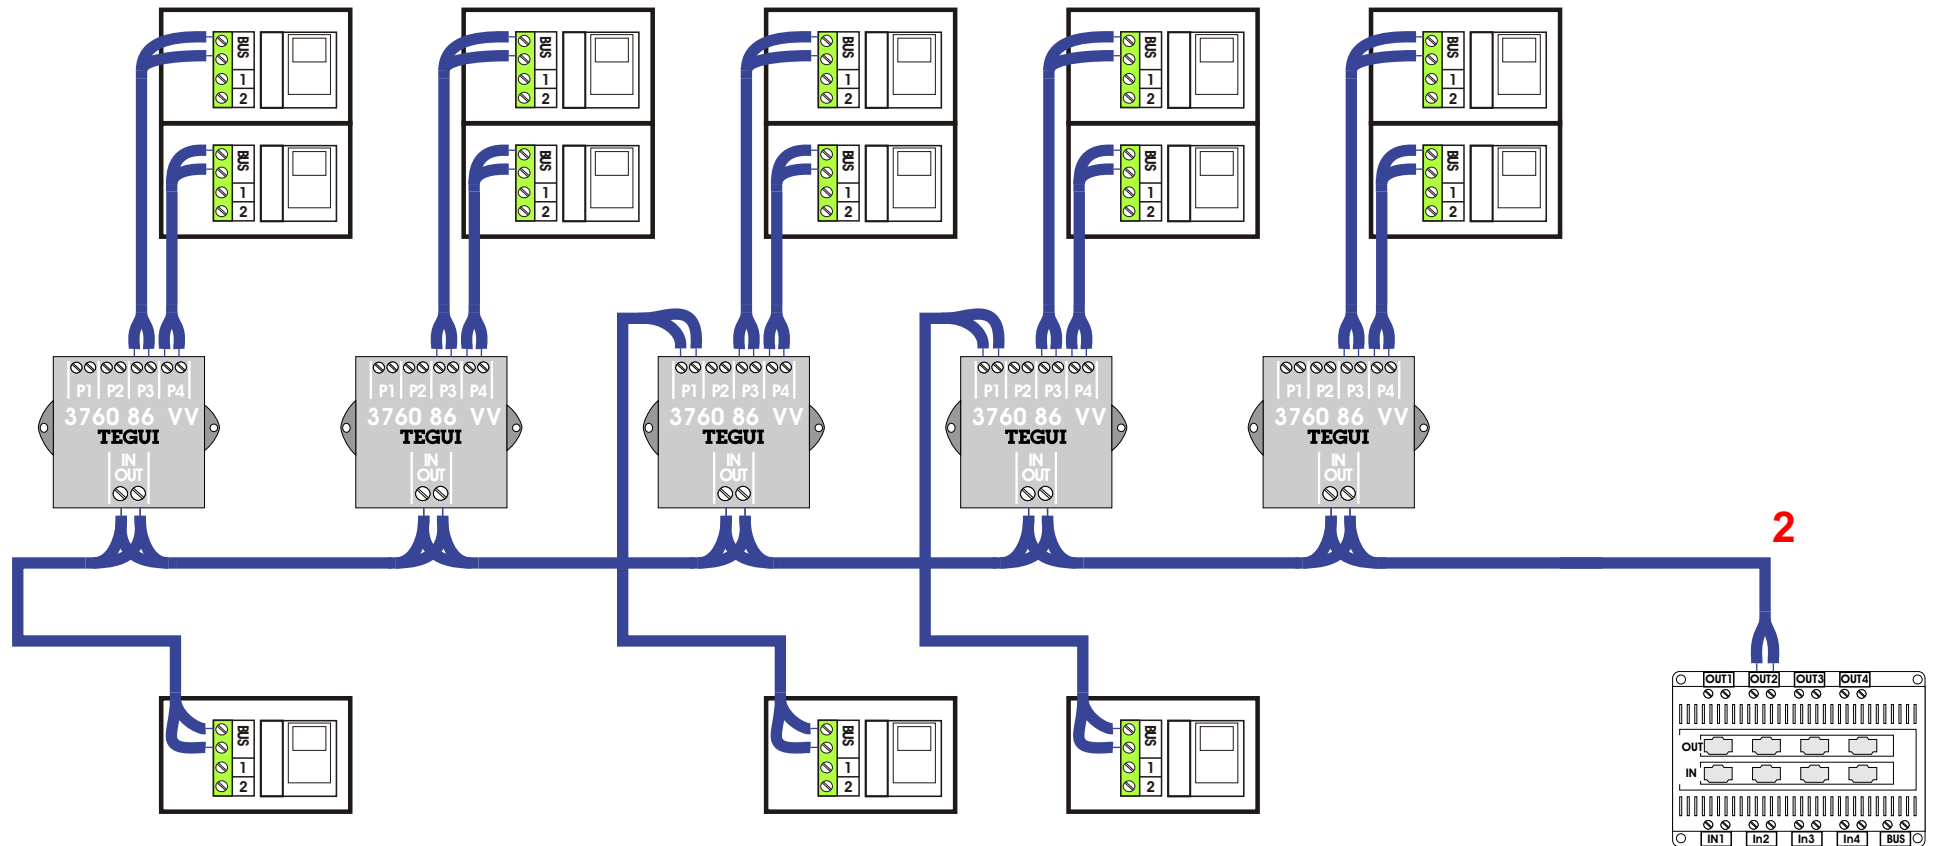 BUS BUS BUS BUS BUS
1 1 1 1 1
2 2 2 2 2
BUS BUS BUS BUS BUS
1 1 1 1 1
2 2 2 2 2
P1 P2 P3 P4 P1 P2 P3 P4 P1 P2 P3 P4 P1 P2 P3 P4 P1 P2 P3 P4
3760 86 VV 3760 86 VV 3760 86 VV 3760 86 VV 3760 86 VV
TEGUI TEGUI TEGUI TEGUI TEGUI
IN IN IN IN IN
OUT OUT OUT OUT OUT
2
OUT1 OUT2 OUT3 OUT4
BUS BUS BUS
OUT
1 1 1
IN
2 2 2
IN1 In2 In3 In4 BUS